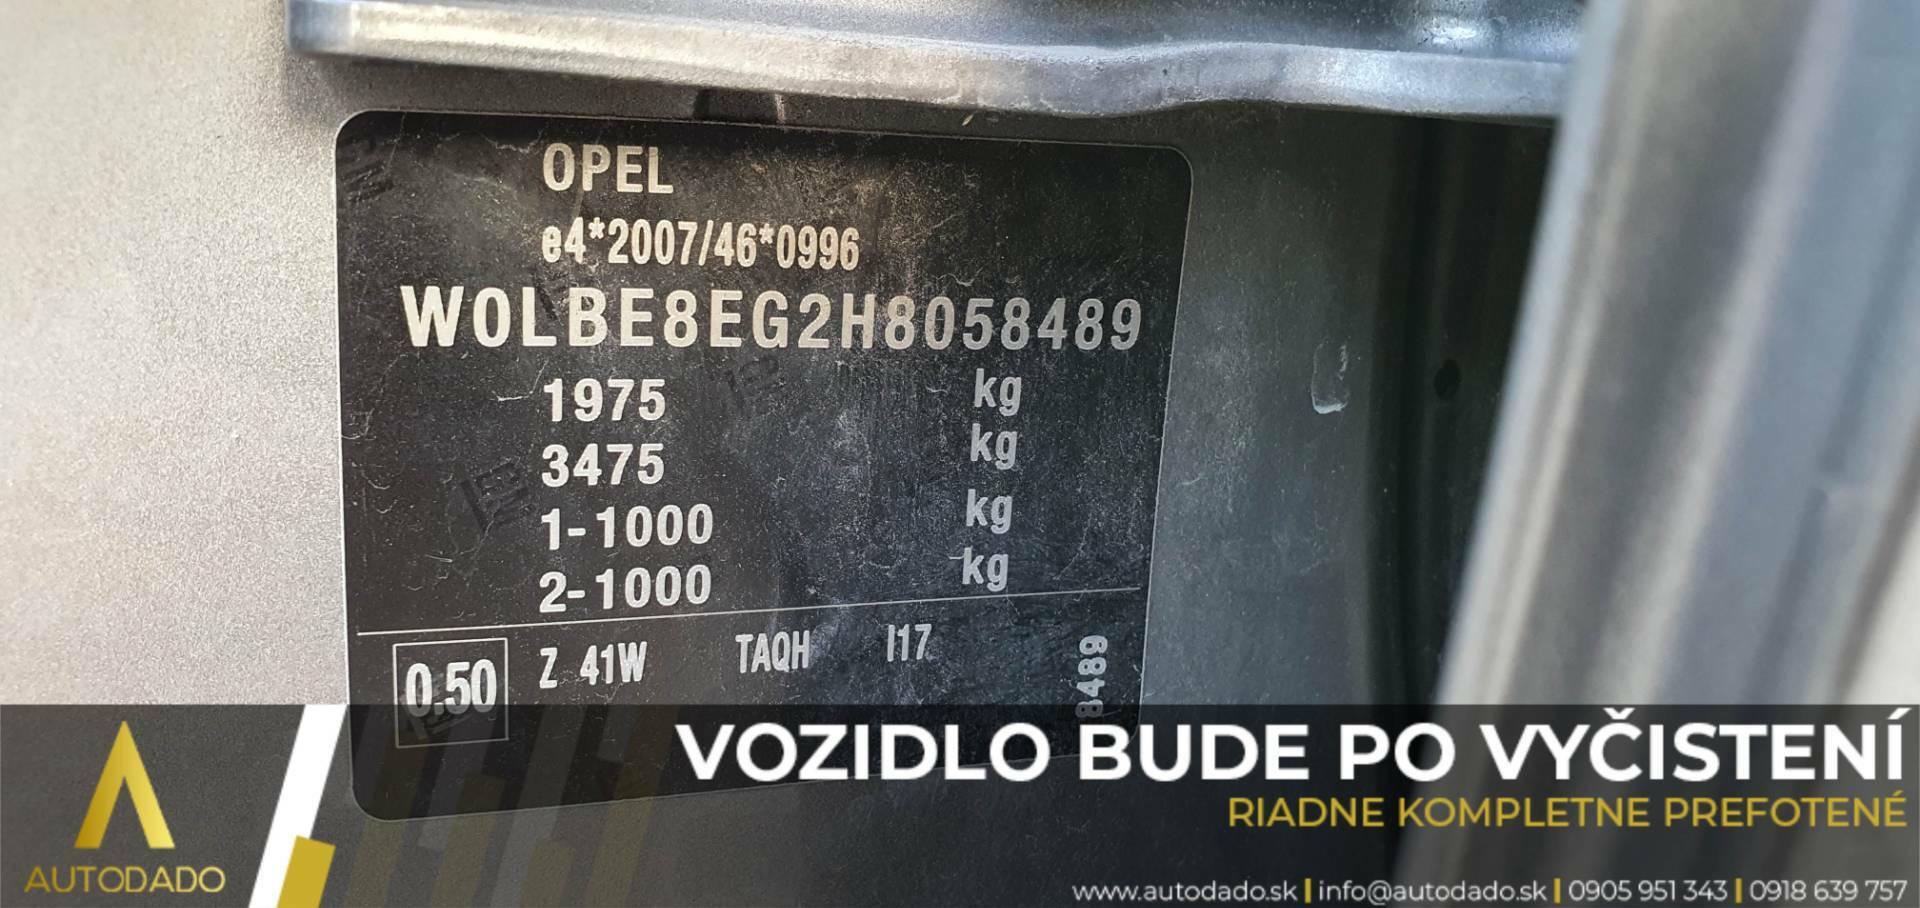 OPEL
e4*2007/46*0996
W0LBE8EG2H8058489
1975 kg
3475 kg
1-1000 kg
2-1000 kg
0.50 Z 41W TAQH I17 8489
VOZIDLO BUDE PO VYČISTENÍ
RIADNE KOMPLETNE PREFOTENÉ
AUTODADO
www.autodado.sk | info@autodado.sk | 0905 951 343 | 0918 639 757